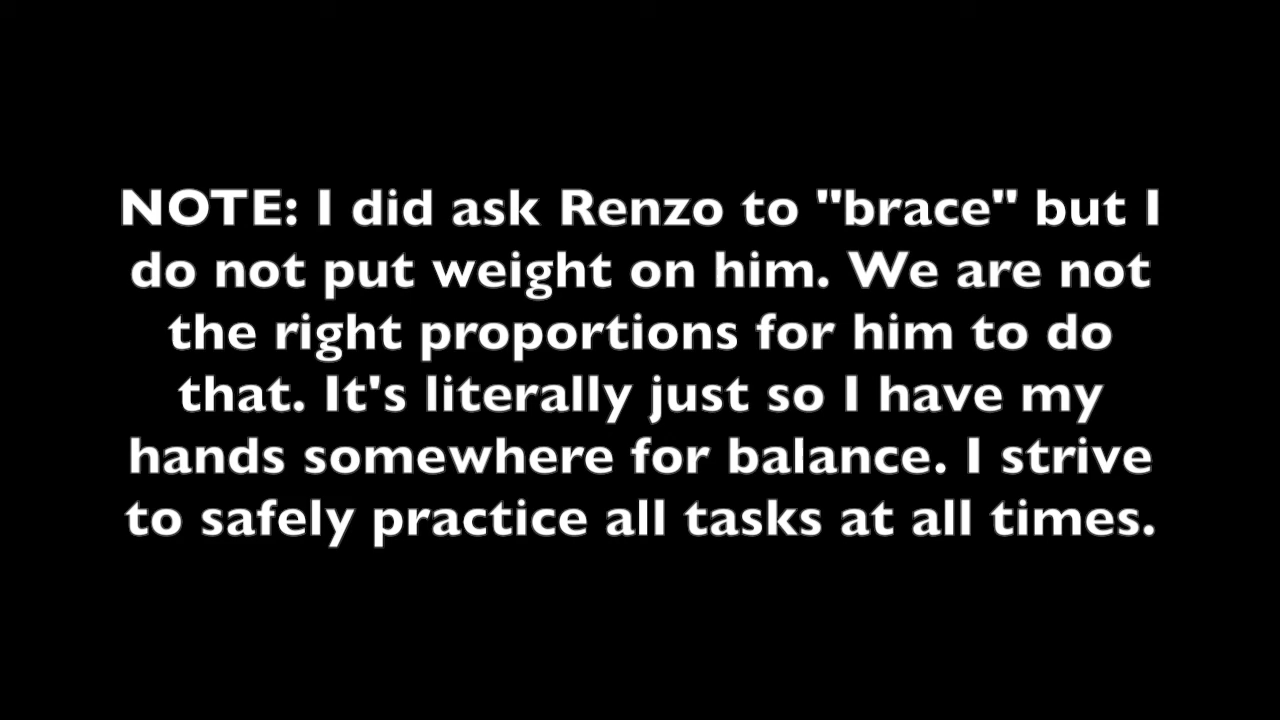 NOTE: I did ask Renzo to "brace" but I
do not put weight on him. We are not
the right proportions for him to do
that. It's literally just so I have my
hands somewhere for balance. I strive
to safely practice all tasks at all times.